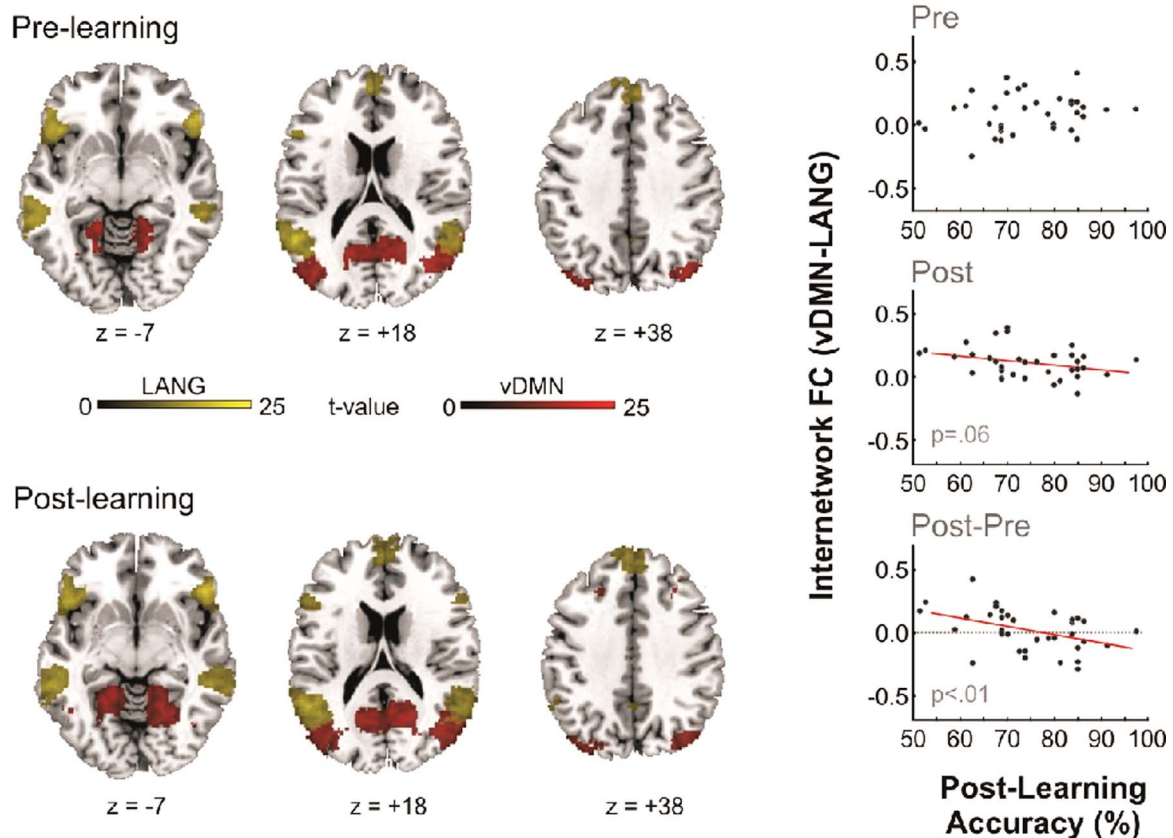 Pre-learning
z = -7
z = +18
z = +38
LANG
vDMN
0
25
t-value
0
25
Post-learning
z = -7
z = +18
z = +38
Internetwork FC (vDMN-LANG)
Pre
0.5
0.0
-0.5
50 60 70 80 90 100
Post
0.5
0.0
-0.5
p=.06
50 60 70 80 90 100
Post-Pre
0.5
0.0
-0.5
p<.01
50 60 70 80 90 100
Post-Learning
Accuracy (%)